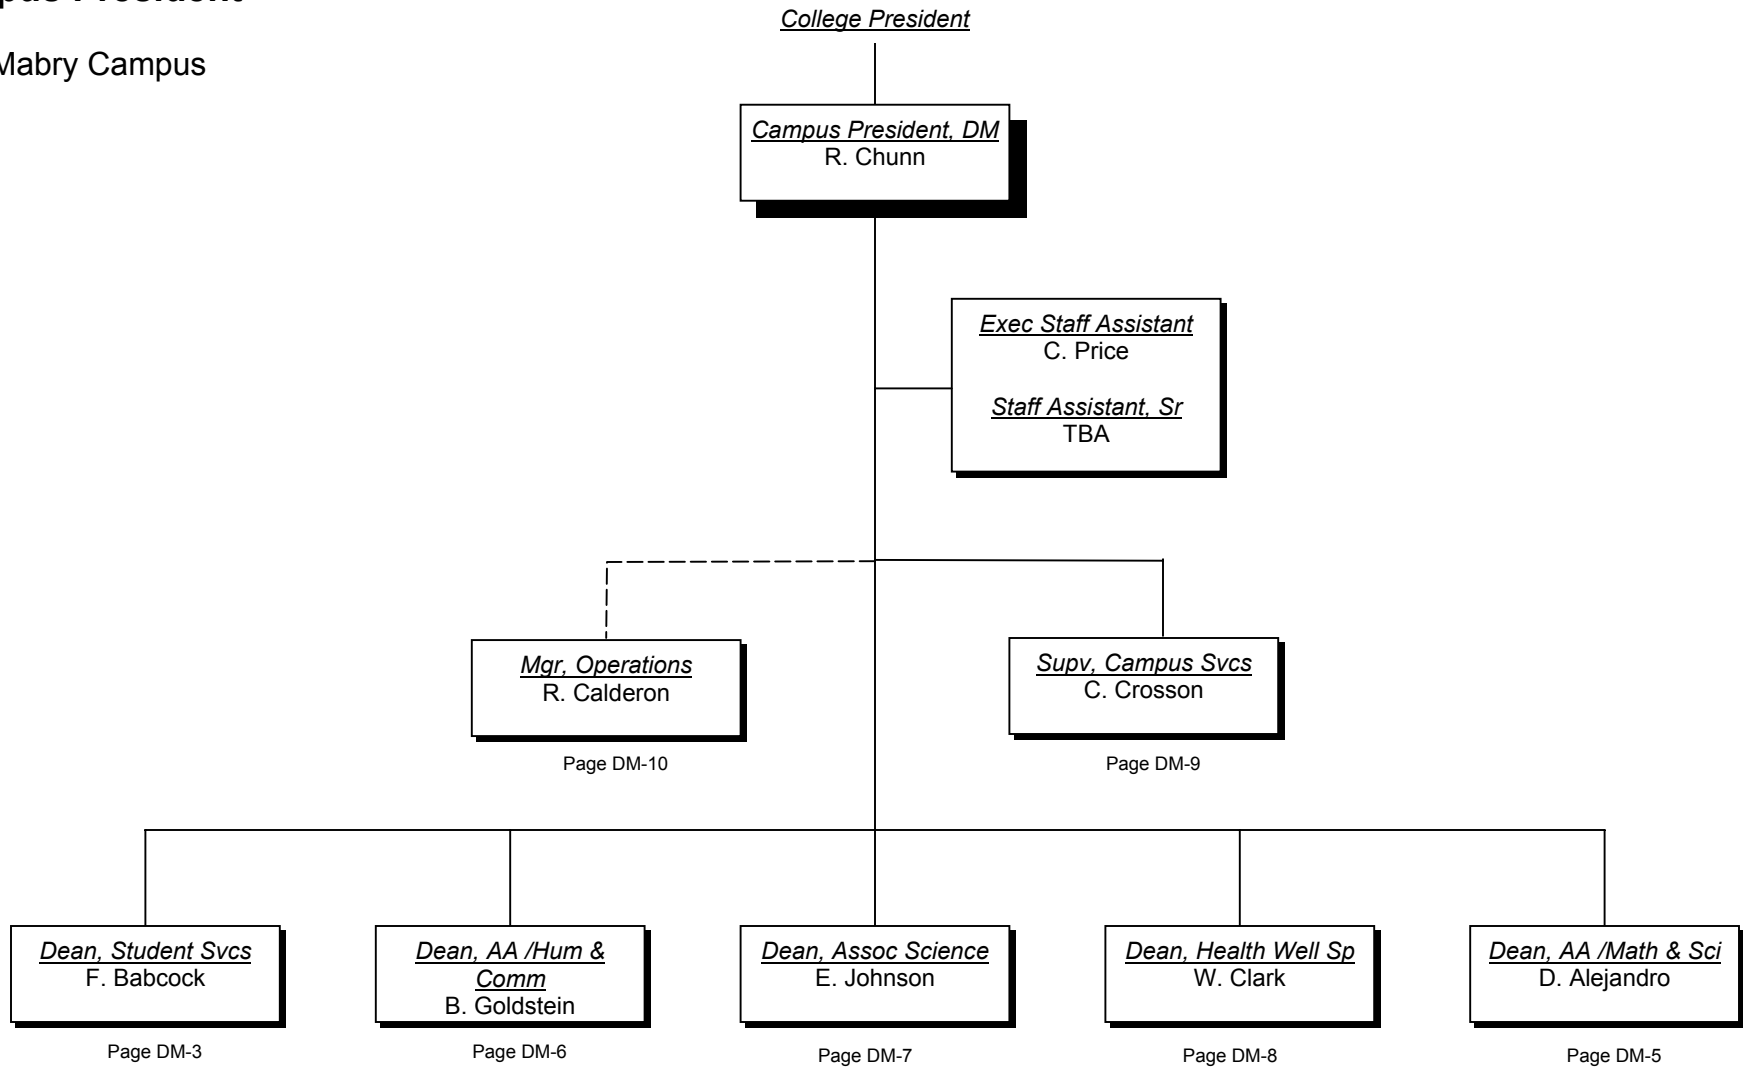 President
College President
Mabry Campus
Campus President, DM
R. Chunn
Exec Staff Assistant
C. Price
Staff Assistant, Sr
TBA
Mgr, Operations
R. Calderon
Page DM-10
Supv, Campus Svcs
C. Crosson
Page DM-9
Dean, Student Svcs
F. Babcock
Page DM-3
Dean, AA /Hum &
Comm
B. Goldstein
Page DM-6
Dean, Assoc Science
E. Johnson
Page DM-7
Dean, Health Well Sp
W. Clark
Page DM-8
Dean, AA /Math & Sci
D. Alejandro
Page DM-5